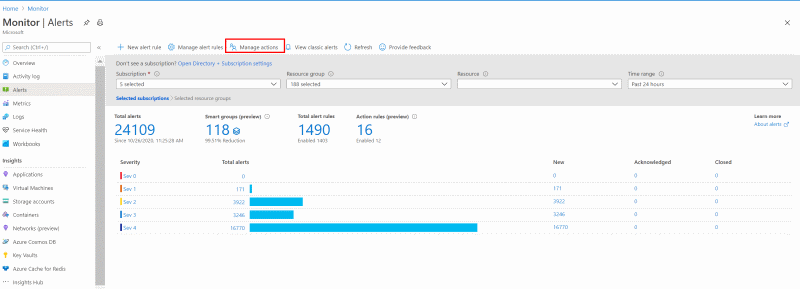 Home > Monitor
Monitor | Alerts
Microsoft
Search (Ctrl+/)
«
New alert rule
Manage alert rules
Manage actions
View classic alerts
Refresh
Provide feedback
Overview
Activity log
Alerts
Metrics
Logs
Service Health
Workbooks
Insights
Applications
Virtual Machines
Storage accounts
Containers
Networks (preview)
Azure Cosmos DB
Key Vaults
Azure Cache for Redis
Insights Hub
Don't see a subscription? Open Directory + Subscription settings
Subscription *
Resource group
Resource
Time range
5 selected
188 selected
Past 24 hours
Selected subscriptions > Selected resource groups
Total alerts
Smart groups (preview)
Total alert rules
Action rules (preview)
Learn more
24109
118
1490
16
About alerts
Since 10/26/2020, 11:25:28 AM
99.51% Reduction
Enabled 1403
Enabled 12
Severity Total alerts New Acknowledged Closed
Sev 0 0 0 0 0
Sev 1 171 171 0 0
Sev 2 3922 3922 0 0
Sev 3 3246 3246 0 0
Sev 4 16770 16770 0 0